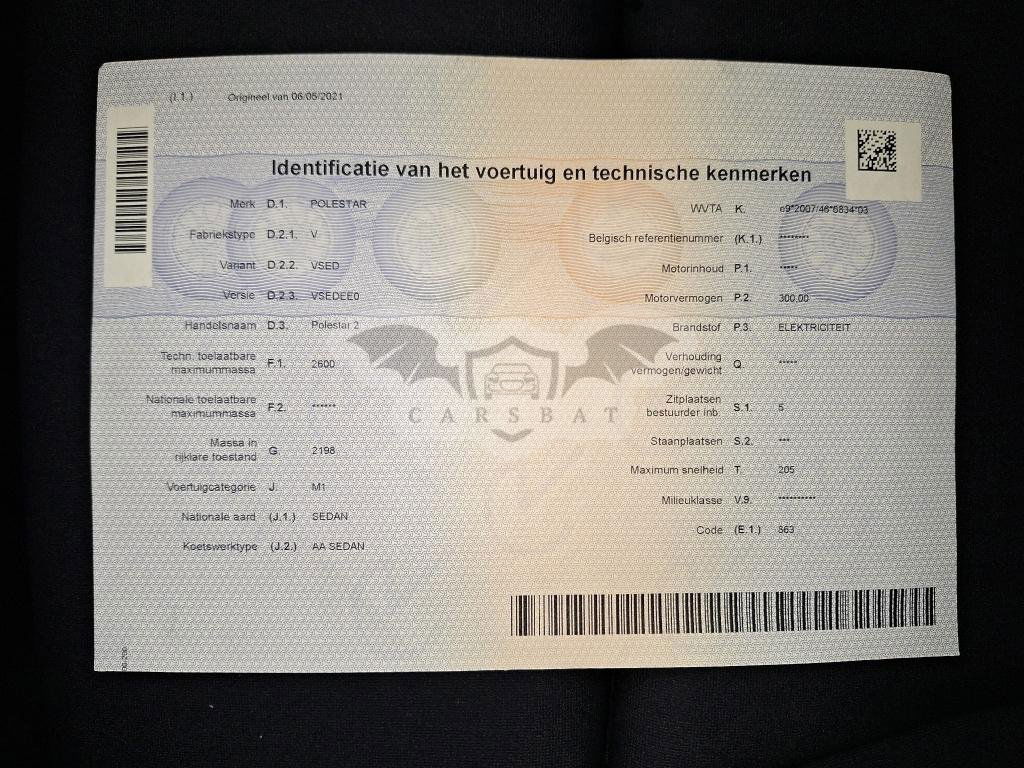 (I.1.) Origineel van 06/05/2021
Identificatie van het voertuig en technische kenmerken
Merk D.1. POLESTAR
Fabriekstype D.2.1. V
Variant D.2.2. VSED
Versie D.2.3. VSEDEE0
Handelsnaam D.3. Polestar 2
Techn. toelaatbare
maximummassa F.1. 2600
Nationale toelaatbare
maximummassa F.2. ******
Massa in
rijklare toestand G. 2198
Voertuigcategorie J. M1
Nationale aard (J.1.) SEDAN
Koetswerktype (J.2.) AA SEDAN
WVTA K. e9*2007/46*6834*03
Belgisch referentienummer (K.1.) ********
Motorinhoud P.1. *****
Motorvermogen P.2. 300.00
Brandstof P.3. ELEKTRICITEIT
Verhouding
vermogen/gewicht Q. *****
Zitplaatsen
bestuurder inb. S.1. 5
Staanplaatsen S.2. ***
Maximum snelheid T. 205
Milieuklasse V.9. **********
Code (E.1.) 863
CARSBAT